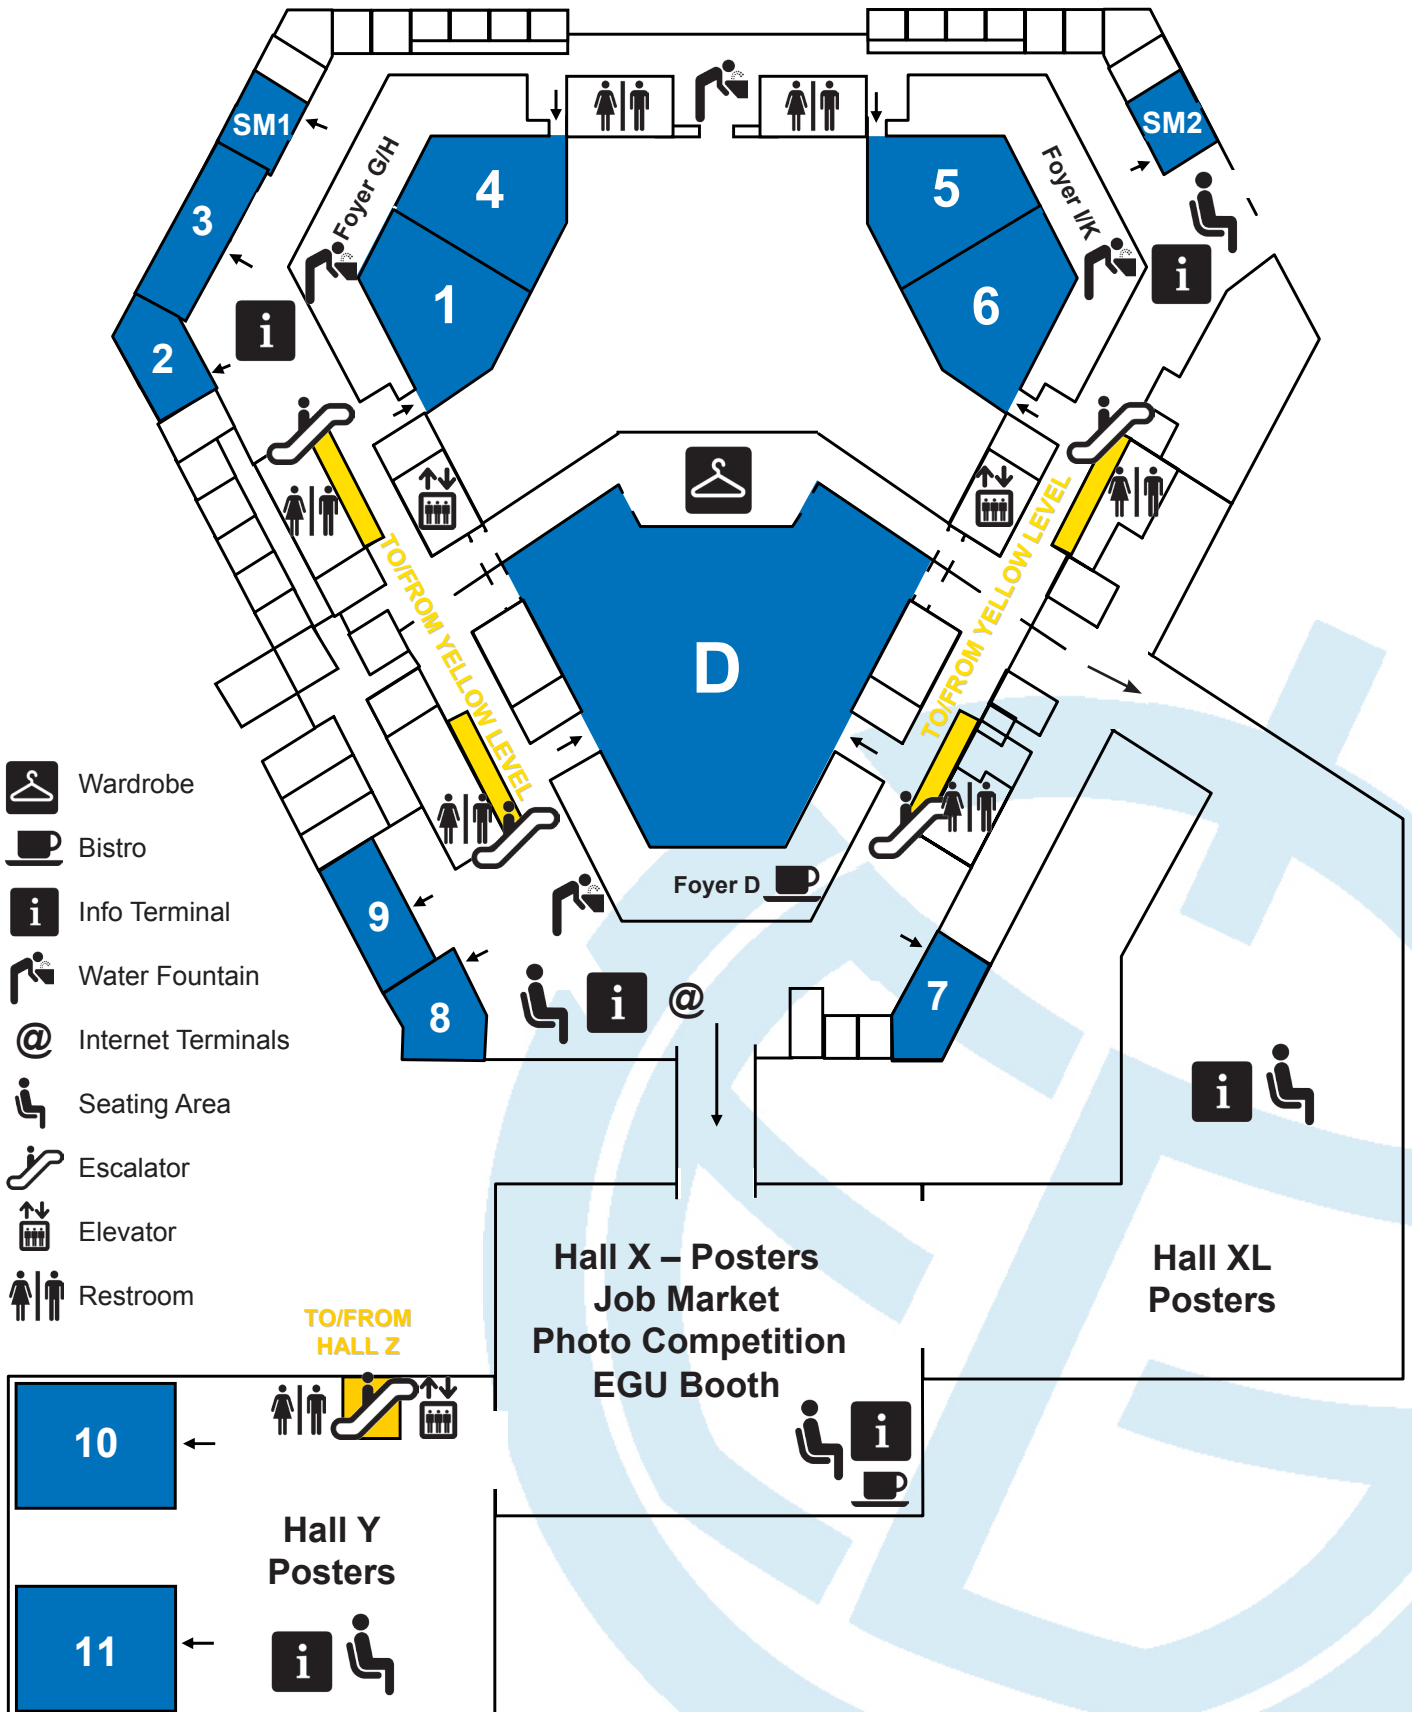 SM1
SM2
Foyer G/H
4
5
Foyer I/K
3
1
6
i
i
2
TO/FROM YELLOW LEVEL
TO/FROM YELLOW LEVEL
D
Wardrobe
Bistro
Foyer D
i
Info Terminal
9
Water Fountain
8
i
@
7
@
Internet Terminals
Seating Area
i
Escalator
Elevator
Restroom
Hall X – Posters
Job Market
Photo Competition
EGU Booth
Hall XL
Posters
TO/FROM
HALL Z
10
i
Hall Y
Posters
11
i